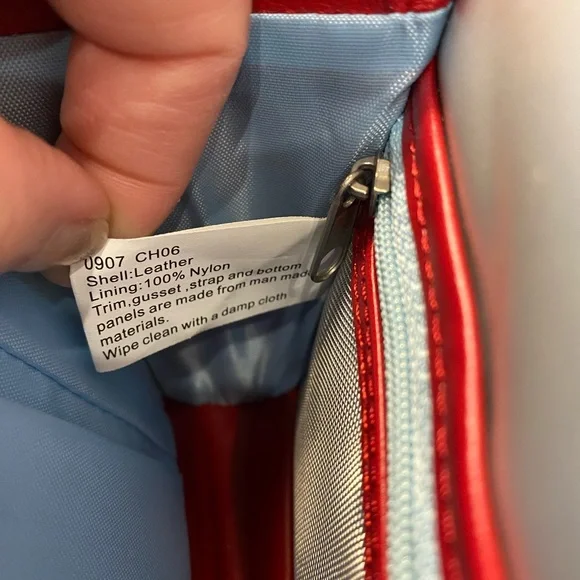 0907 CH06
Shell:Leather
Lining:100% Nylon
Trim,gusset ,strap and bottom
panels are made from man mad
materials.
Wipe clean with a damp cloth